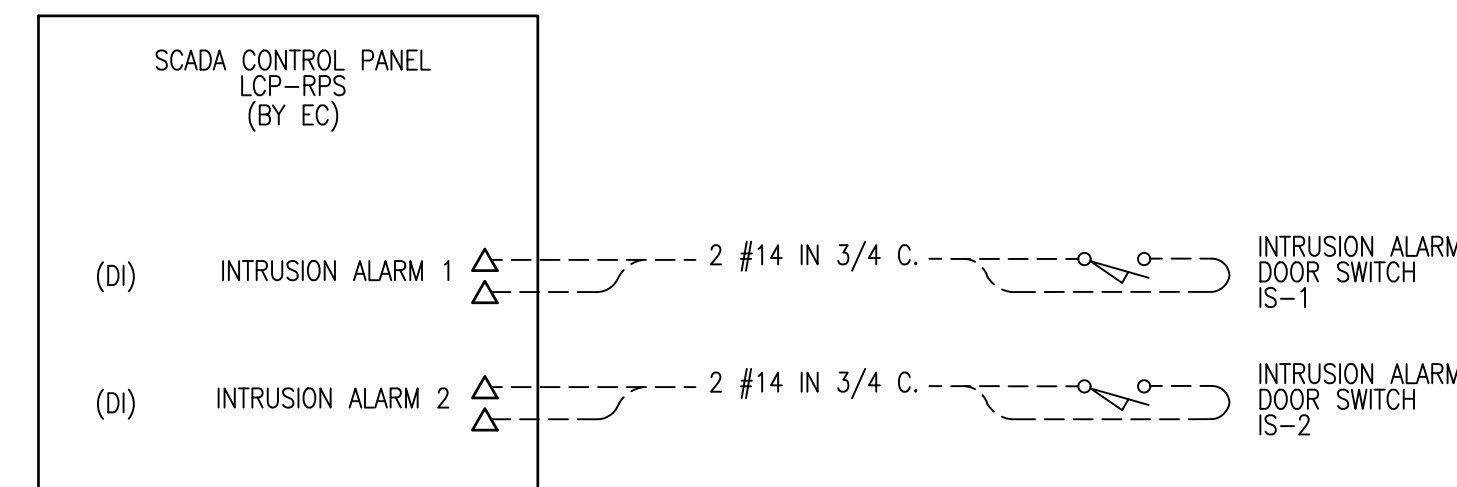 SCADA CONTROL PANEL
LCP-RPS
(BY EC)
(DI) INTRUSION ALARM 1 2 #14 IN 3/4 C. INTRUSION ALARM
DOOR SWITCH
IS-1
(DI) INTRUSION ALARM 2 2 #14 IN 3/4 C. INTRUSION ALARM
DOOR SWITCH
IS-2